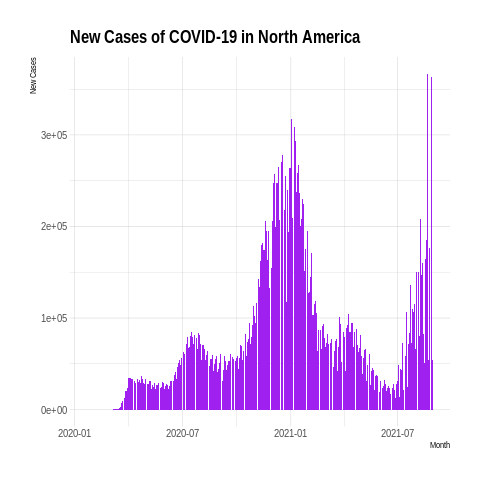 New Cases of COVID-19 in North America
New Cases
3e+05
2e+05
1e+05
0e+00
2020-01 2020-07 2021-01 2021-07
Month